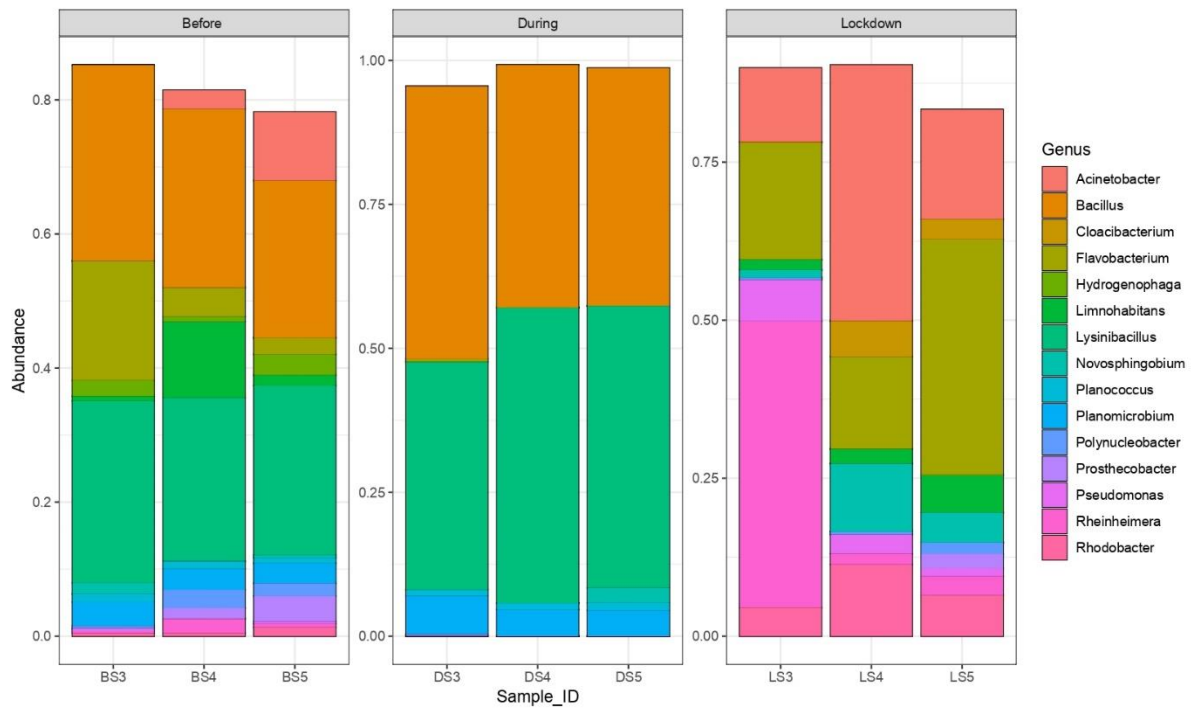 Before
During
Lockdown
Abundance
0.8
0.6
0.4
0.2
0.0
1.00
0.75
0.50
0.25
0.00
0.75
0.50
0.25
0.00
BS3 BS4 BS5
DS3 DS4 DS5
LS3 LS4 LS5
Sample_ID
Genus
Acinetobacter
Bacillus
Cloacibacterium
Flavobacterium
Hydrogenophaga
Limnohabitans
Lysinibacillus
Novosphingobium
Planococcus
Planomicrobium
Polynucleobacter
Prosthecobacter
Pseudomonas
Rheinheimera
Rhodobacter